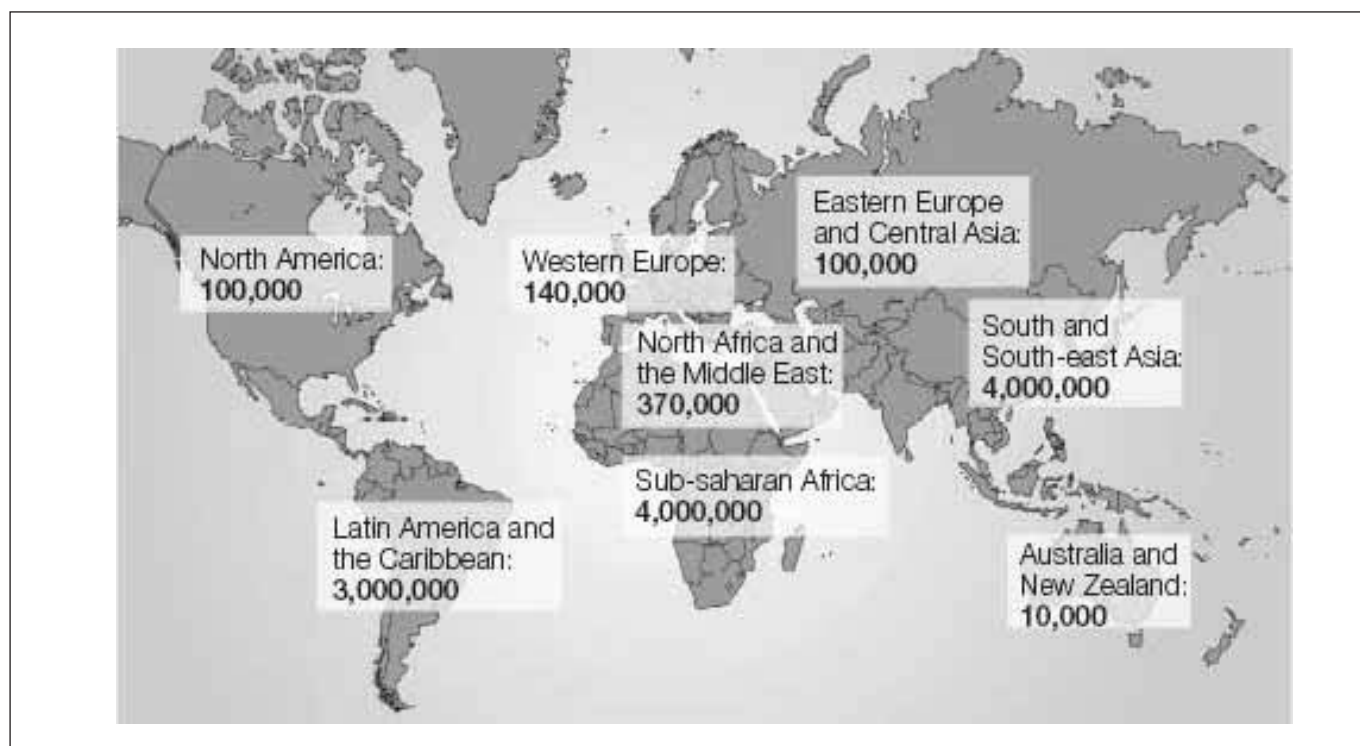 North America:
100,000
Western Europe:
140,000
Eastern Europe
and Central Asia:
100,000
North Africa and
the Middle East:
370,000
South and
South-east Asia:
4,000,000
Sub-saharan Africa:
4,000,000
Latin America and
the Caribbean:
3,000,000
Australia and
New Zealand:
10,000